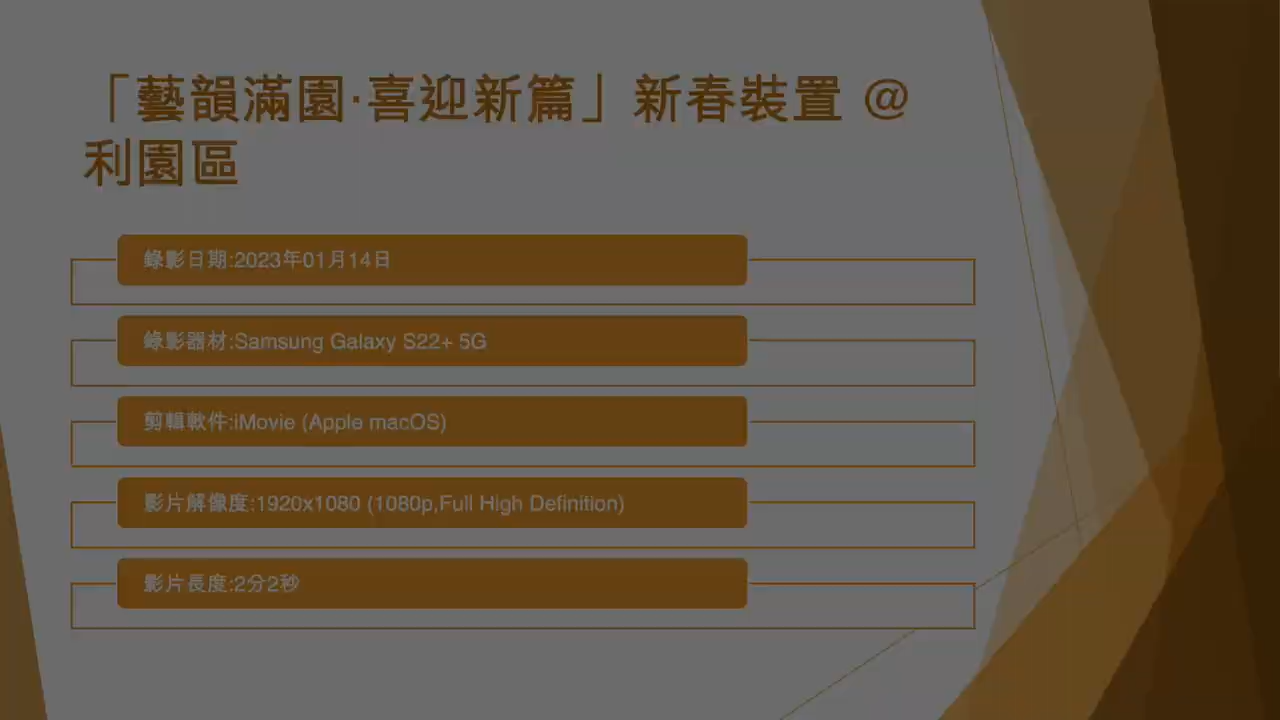 「藝韻滿園·喜迎新篇」新春裝置 @
利園區
錄影日期:2023年01月14日
錄影器材:Samsung Galaxy S22+ 5G
剪輯軟件:iMovie (Apple macOS)
影片解像度:1920x1080 (1080p,Full High Definition)
影片長度:2分2秒